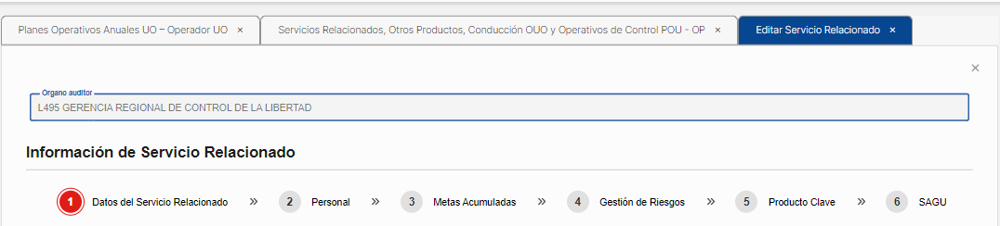 Planes Operativos Anuales UO – Operador UO × Servicios Relacionados, Otros Productos, Conducción OUO y Operativos de Control POU - OP × Editar Servicio Relacionado ×
×
Órgano auditor
L495 GERENCIA REGIONAL DE CONTROL DE LA LIBERTAD
Información de Servicio Relacionado
1 Datos del Servicio Relacionado » 2 Personal » 3 Metas Acumuladas » 4 Gestión de Riesgos » 5 Producto Clave » 6 SAGU